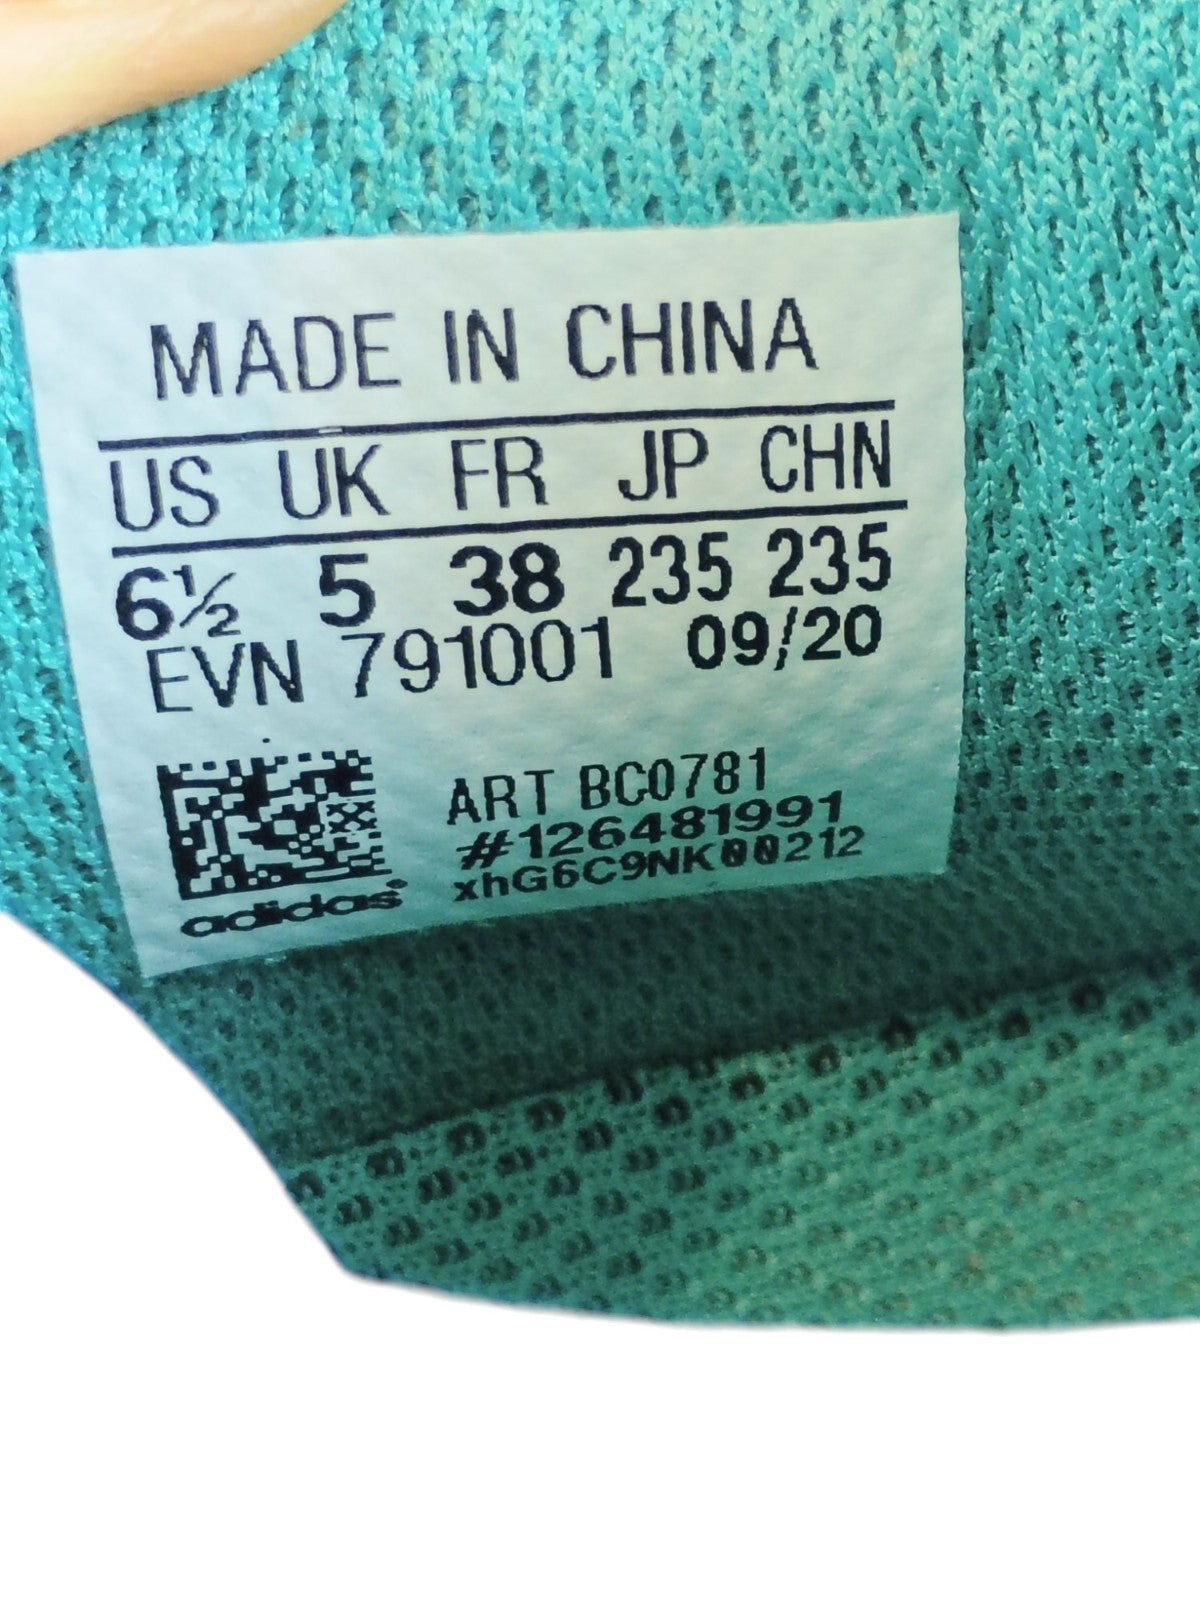 MADE IN CHINA
US UK FR JP CHN
6½ 5 38 235 235
EVN 791001 09/20
ART BC0781
#126481991
xhG6C9NK00212
adidas®